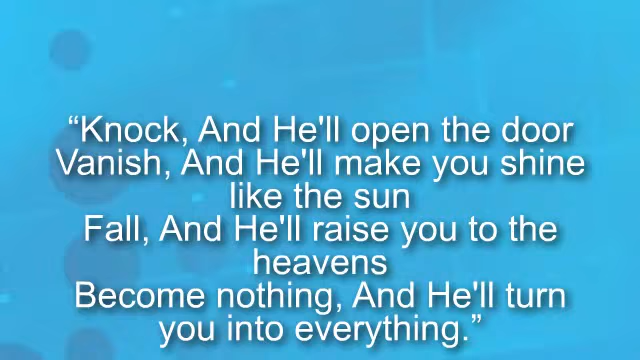 “Knock, And He'll open the door
Vanish, And He'll make you shine
like the sun
Fall, And He'll raise you to the
heavens
Become nothing, And He'll turn
you into everything.”